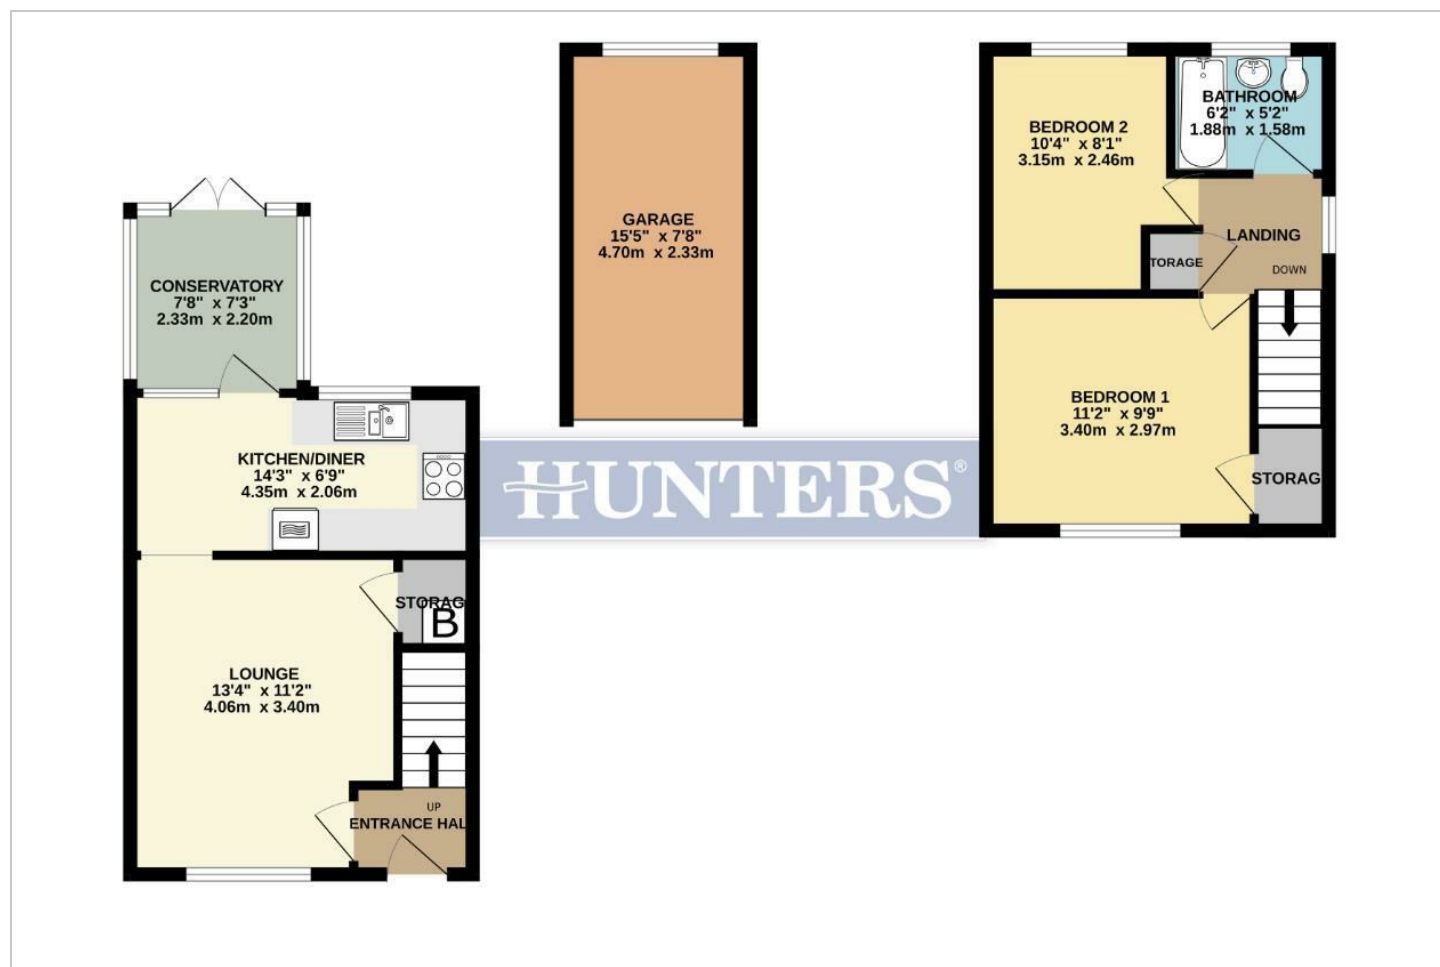 CONSERVATORY
7'8" x 7'3"
2.33m x 2.20m
KITCHEN/DINER
14'3" x 6'9"
4.35m x 2.06m
STORAG
B
LOUNGE
13'4" x 11'2"
4.06m x 3.40m
UP
ENTRANCE HAL
GARAGE
15'5" x 7'8"
4.70m x 2.33m
HUNTERS®
BEDROOM 2
10'4" x 8'1"
3.15m x 2.46m
BATHROOM
6'2" x 5'2"
1.88m x 1.58m
LANDING
TORAGE
DOWN
BEDROOM 1
11'2" x 9'9"
3.40m x 2.97m
STORAG